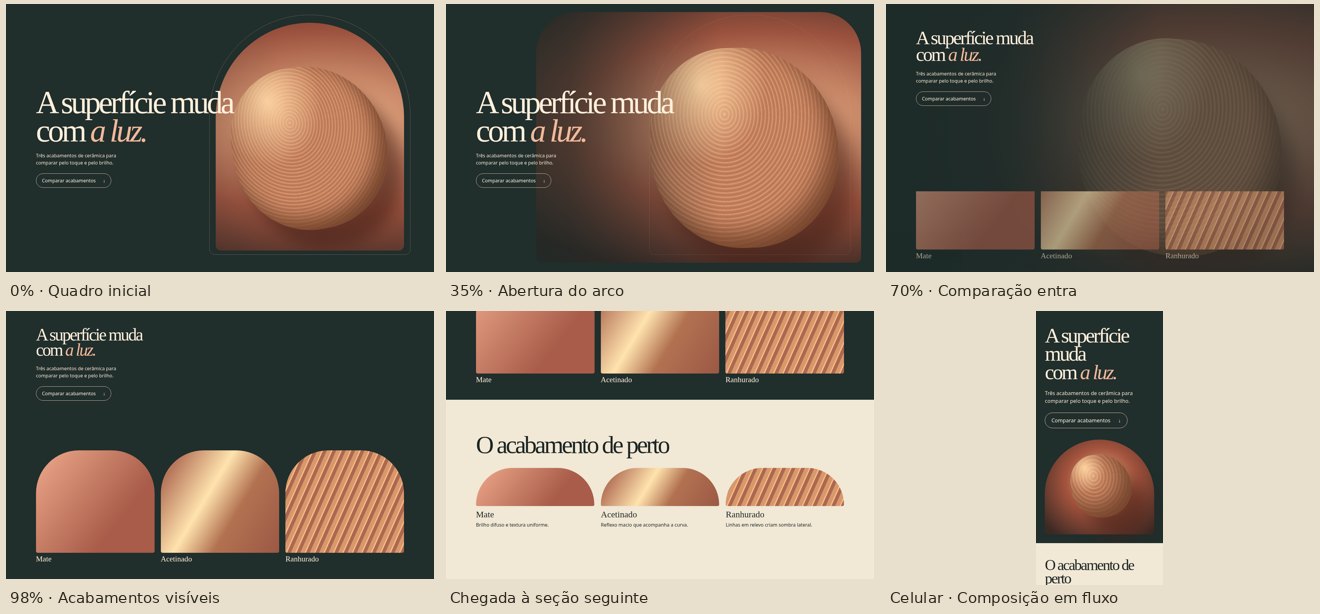 A superfície muda
com a luz.
Três acabamentos de cerâmica para
comparar pelo toque e pelo brilho.
Comparar acabamentos ↓
0% · Quadro inicial
A superfície muda
com a luz.
Três acabamentos de cerâmica para
comparar pelo toque e pelo brilho.
Comparar acabamentos ↓
35% · Abertura do arco
A superfície muda
com a luz.
Três acabamentos de cerâmica para
comparar pelo toque e pelo brilho.
Comparar acabamentos ↓
Mate Acetinado Ranhurado
70% · Comparação entra
A superfície muda
com a luz.
Três acabamentos de cerâmica para
comparar pelo toque e pelo brilho.
Comparar acabamentos ↓
Mate Acetinado Ranhurado
98% · Acabamentos visíveis
Mate Acetinado Ranhurado
O acabamento de perto
Mate Acetinado Ranhurado
Brilho difuso e textura uniforme. Reflexo macio que acompanha a curva. Linhas em relevo criam sombra lateral.
Chegada à seção seguinte
A superfície
muda
com a luz.
Três acabamentos de cerâmica para
comparar pelo toque e pelo brilho.
Comparar acabamentos ↓
O acabamento de
perto
Celular · Composição em fluxo